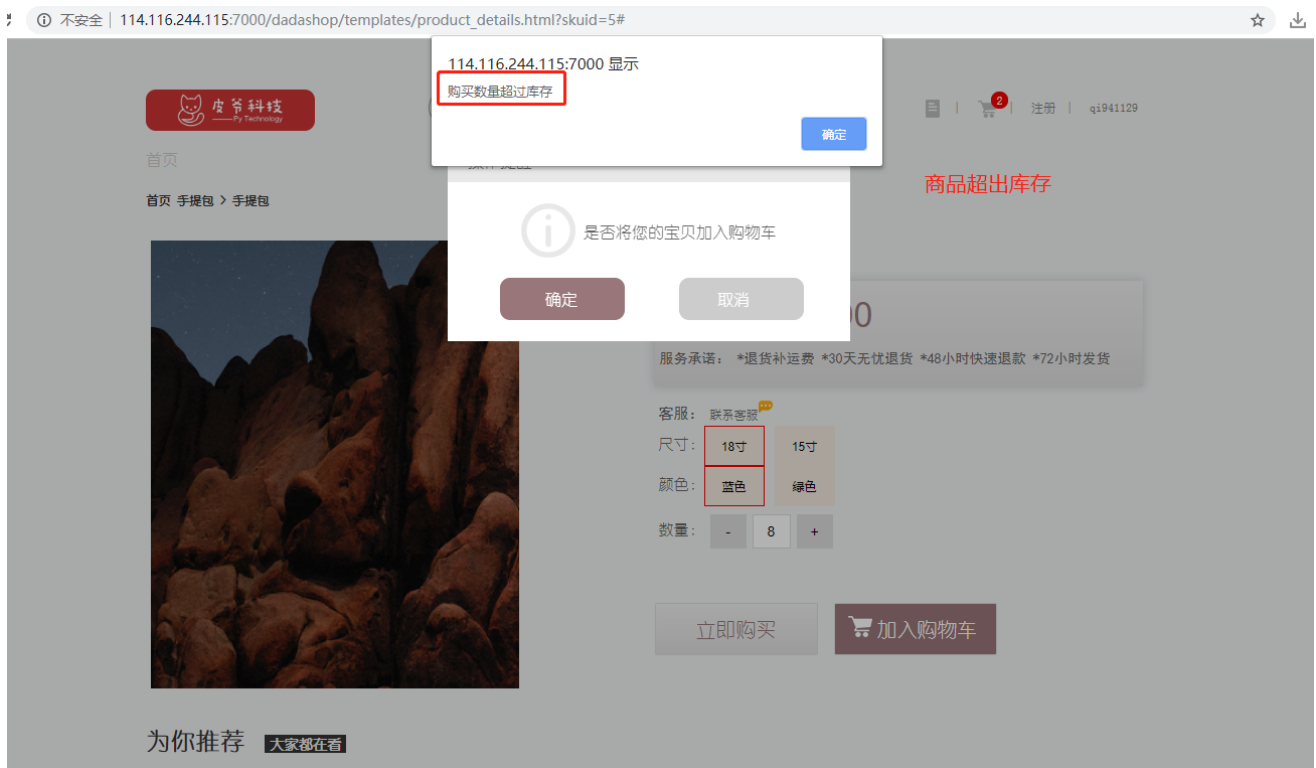 不安全 | 114.116.244.115:7000/dadashop/templates/product_details.html?skuid=5#
114.116.244.115:7000 显示
购买数量超过库存
确定
皮爷科技
Py Technology
2
注册 | qi941129
首页
商品超出库存
首页 手提包 > 手提包
是否将您的宝贝加入购物车
确定
取消
服务承诺： *退货补运费 *30天无忧退货 *48小时快速退款 *72小时发货
客服： 联系客服
尺寸： 18寸 15寸
颜色： 蓝色 绿色
数量： - 8 +
立即购买
加入购物车
为你推荐 大家都在看